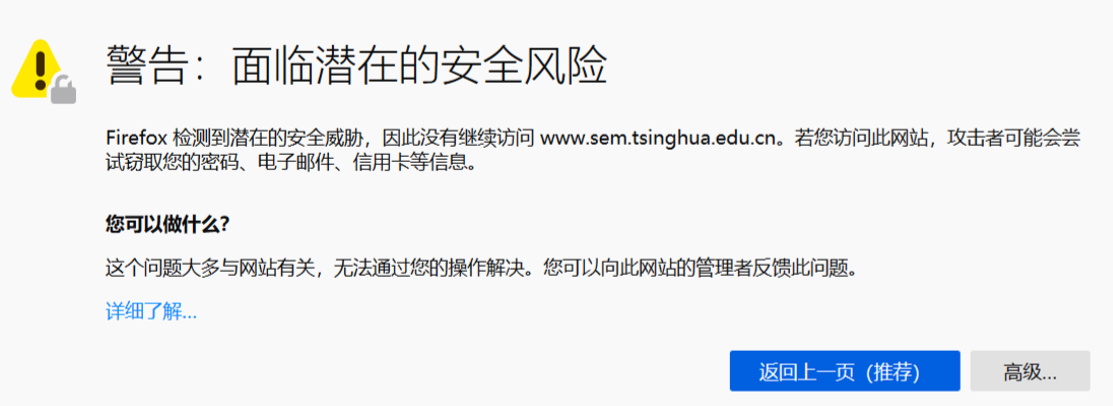 警告：面临潜在的安全风险
Firefox 检测到潜在的安全威胁，因此没有继续访问 www.sem.tsinghua.edu.cn。若您访问此网站，攻击者可能会尝
试窃取您的密码、电子邮件、信用卡等信息。
您可以做什么？
这个问题大多与网站有关，无法通过您的操作解决。您可以向此网站的管理者反馈此问题。
详细了解...
返回上一页（推荐）
高级...